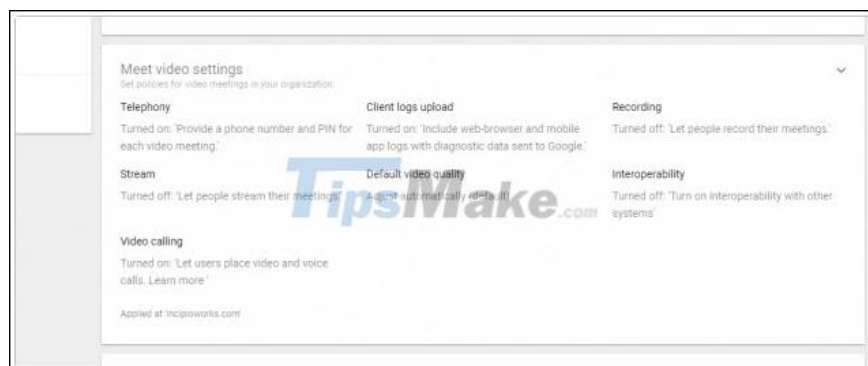 Meet video settings
Set policies for video meetings in your organization.
Telephony
Turned on: 'Provide a phone number and PIN for
each video meeting.'
Client logs upload
Turned on: 'Include web-browser and mobile
app logs with diagnostic data sent to Google.'
Recording
Turned off: 'Let people record their meetings.'
Stream
Turned off: 'Let people stream their meetings.'
Default video quality
Adjust automatically (default)
Interoperability
Turned off: 'Turn on interoperability with other
systems'
Video calling
Turned on: 'Let users place video and voice
calls. Learn more '
Applied at 'incipioworks.com'
TipsMake.com